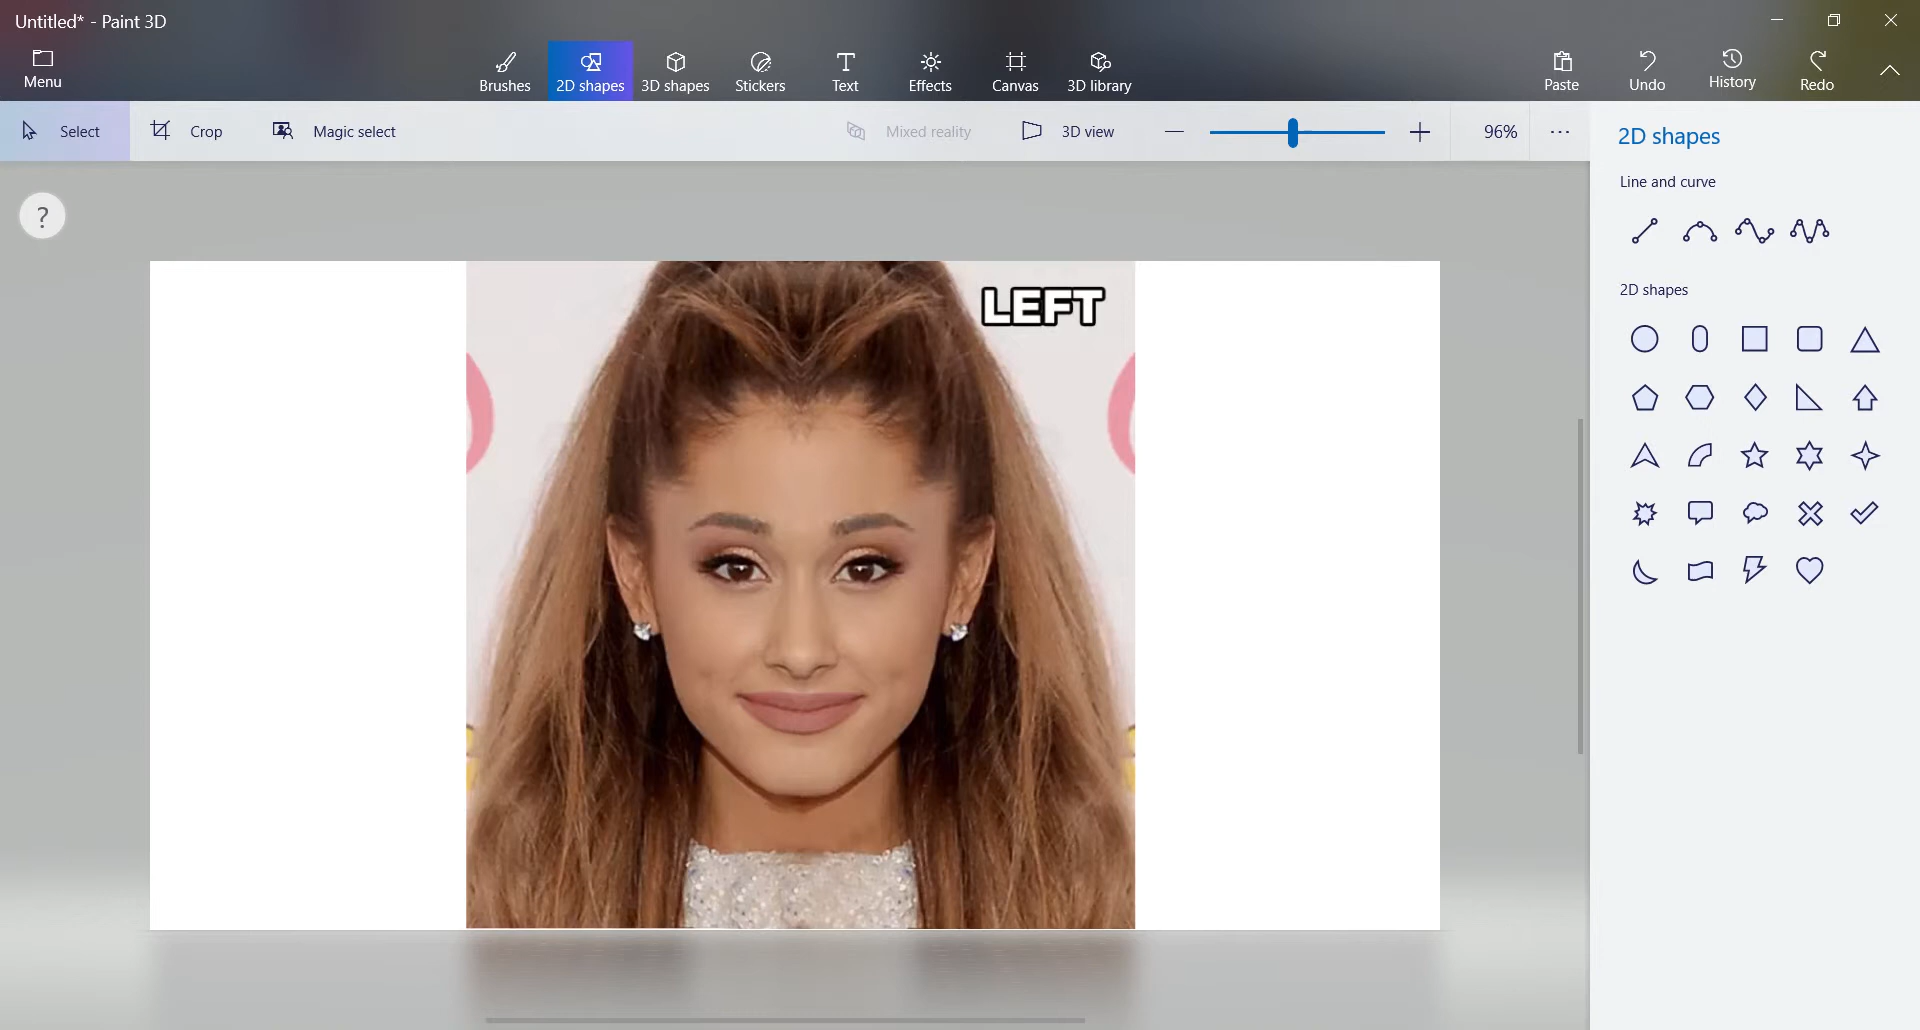 Untitled* - Paint 3D
Menu
Brushes
2D shapes
3D shapes
Stickers
Text
Effects
Canvas
3D library
Paste
Undo
History
Redo
Select
Crop
Magic select
Mixed reality
3D view
96%
2D shapes
Line and curve
2D shapes
?
LEFT